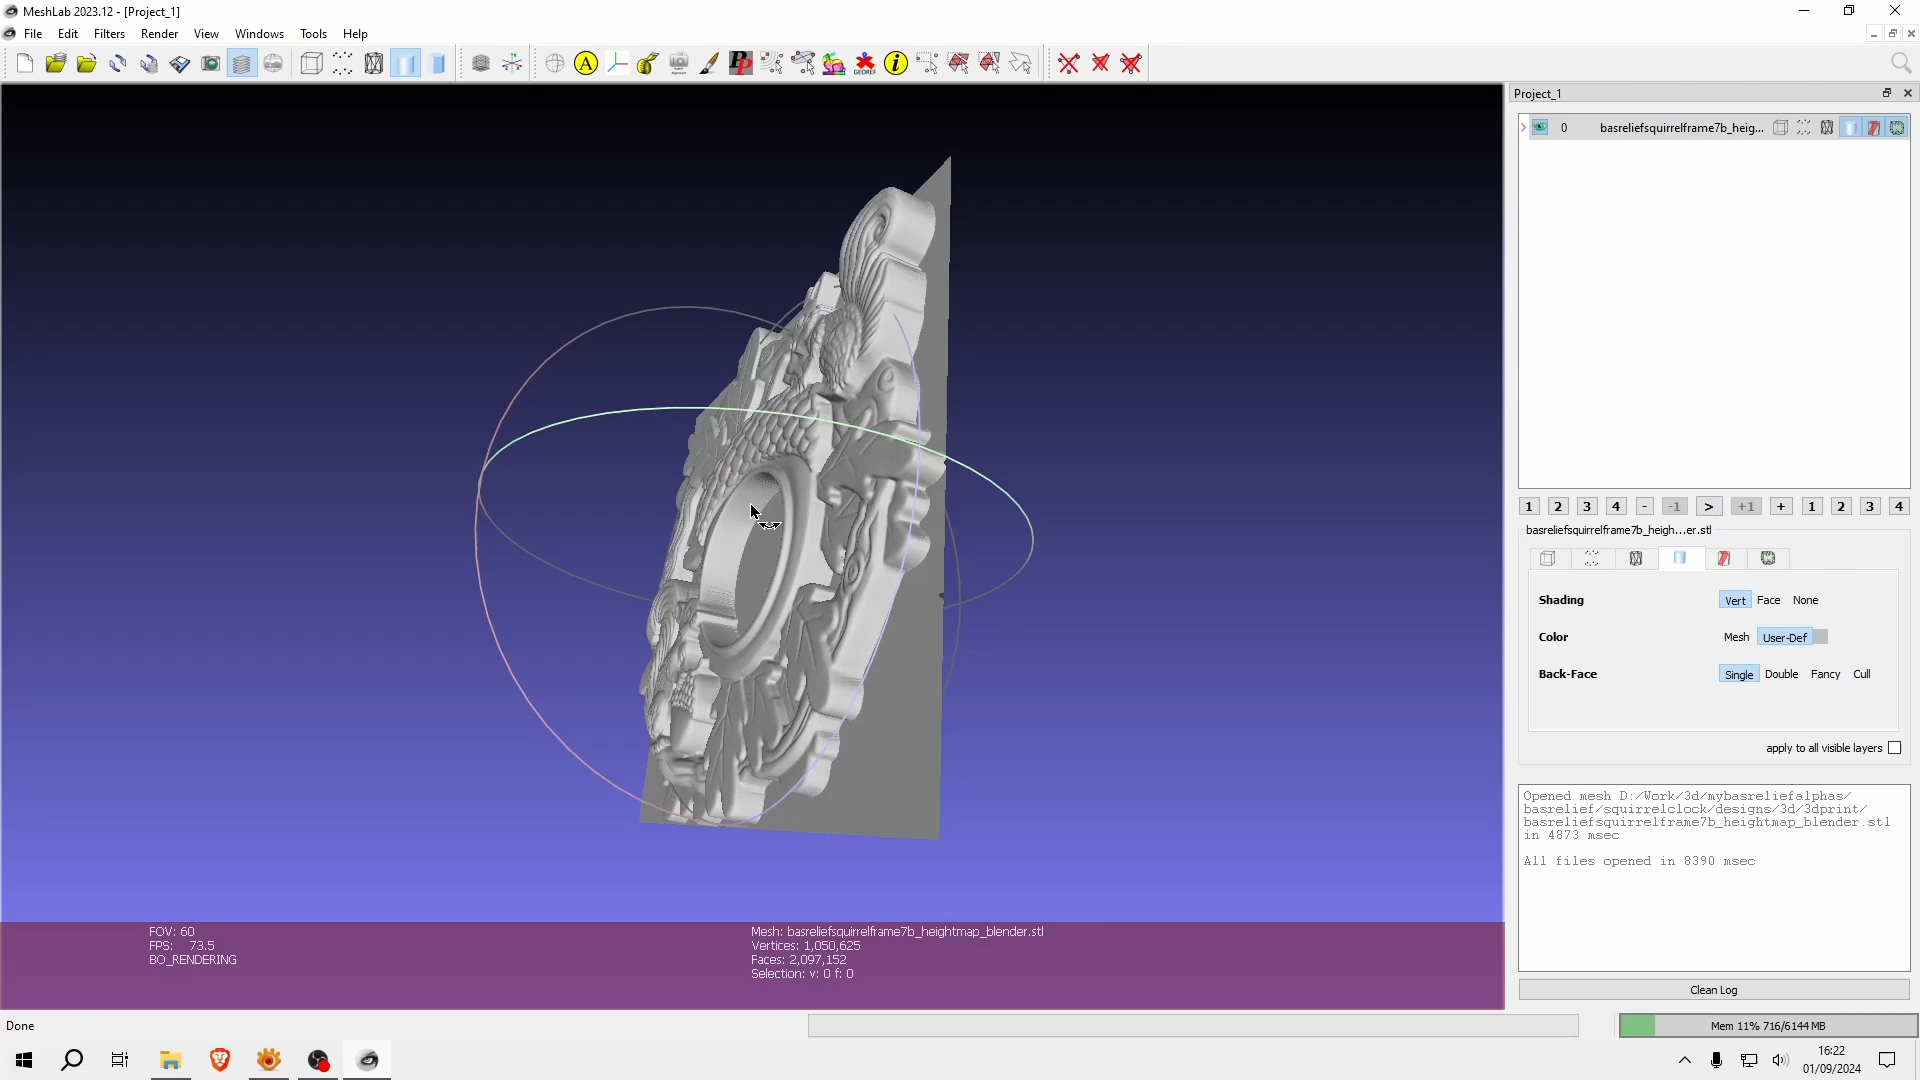 MeshLab 2023.12 - [Project_1]
File Edit Filters Render View Windows Tools Help
A PP GEOREF i
Project_1
0 basreliefsquirrelframe7b_heig...
1 2 3 4 - -1 > +1 + 1 2 3 4
basreliefsquirrelframe7b_heigh...er.stl
Shading Vert Face None
Color Mesh User-Def
Back-Face Single Double Fancy Cull
apply to all visible layers
Opened mesh D:/Work/3d/mybasreliefalphas/
basrelief/squirrelclock/designs/3d/3dprint/
basreliefsquirrelframe7b_heightmap_blender.stl
in 4873 msec
All files opened in 8390 msec
Clean Log
FOV: 60
FPS: 73.5
BO_RENDERING
Mesh: basreliefsquirrelframe7b_heightmap_blender.stl
Vertices: 1,050,625
Faces: 2,097,152
Selection: v: 0 f: 0
Done
Mem 11% 716/6144 MB
16:22
01/09/2024